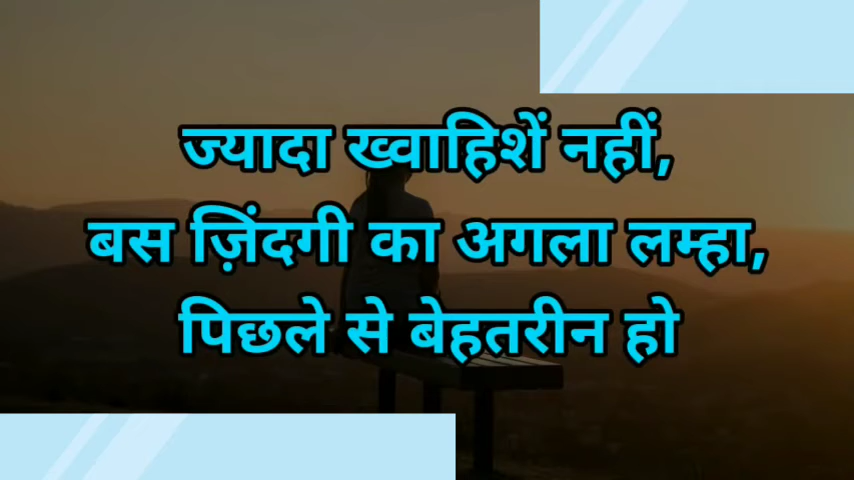 ज्यादा ख्वाहिशें नहीं,
बस ज़िंदगी का अगला लम्हा,
पिछले से बेहतरीन हो